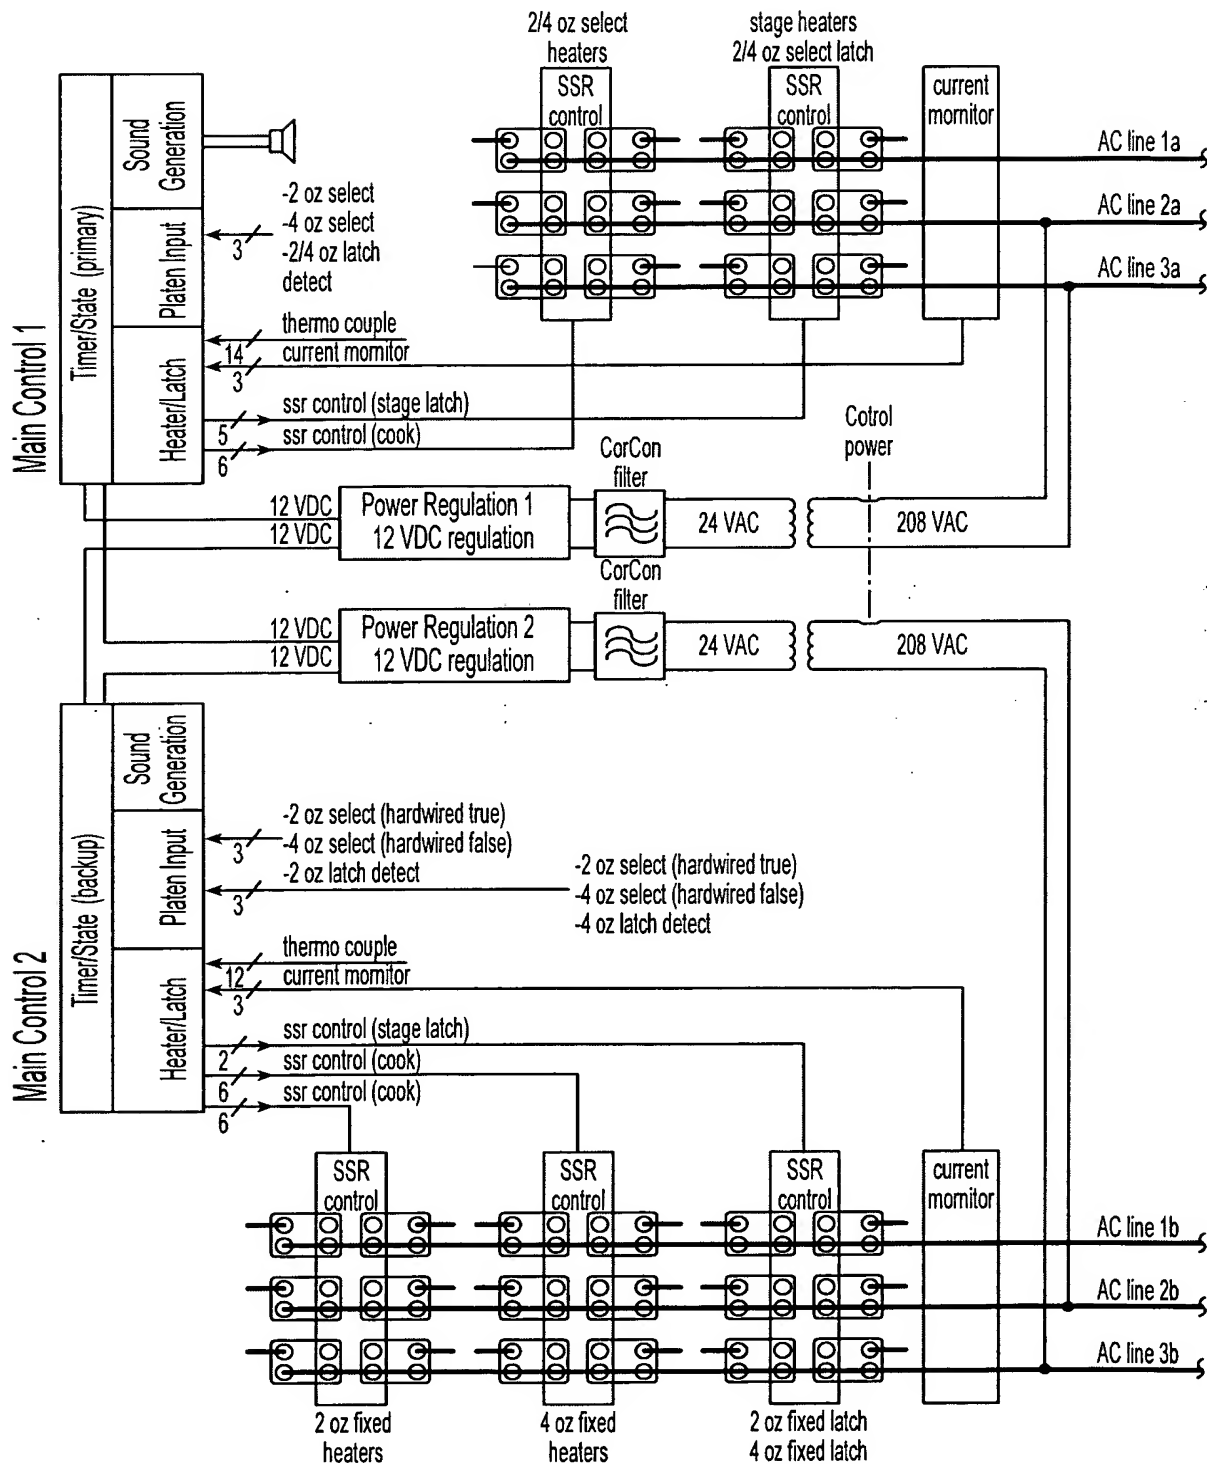 2/4 oz select
heaters
stage heaters
2/4 oz select latch
SSR
control
SSR
control
current
mornitor
AC line 1a
AC line 2a
AC line 3a
Main Control 1
Timer/State (primary)
Sound
Generation
Platen Input
Heater/Latch
-2 oz select
-4 oz select
-2/4 oz latch
detect
3
thermo couple
14
current mornitor
3
ssr control (stage latch)
5
ssr control (cook)
6
Cotrol
power
CorCon
filter
12 VDC
12 VDC
Power Regulation 1
12 VDC regulation
24 VAC
208 VAC
CorCon
filter
12 VDC
12 VDC
Power Regulation 2
12 VDC regulation
24 VAC
208 VAC
Main Control 2
Timer/State (backup)
Sound
Generation
Platen Input
Heater/Latch
-2 oz select (hardwired true)
3
-4 oz select (hardwired false)
-2 oz latch detect
3
-2 oz select (hardwired true)
-4 oz select (hardwired false)
-4 oz latch detect
thermo couple
12
current mornitor
3
ssr control (stage latch)
2
ssr control (cook)
6
ssr control (cook)
6
SSR
control
SSR
control
SSR
control
current
mornitor
AC line 1b
AC line 2b
AC line 3b
2 oz fixed
heaters
4 oz fixed
heaters
2 oz fixed latch
4 oz fixed latch